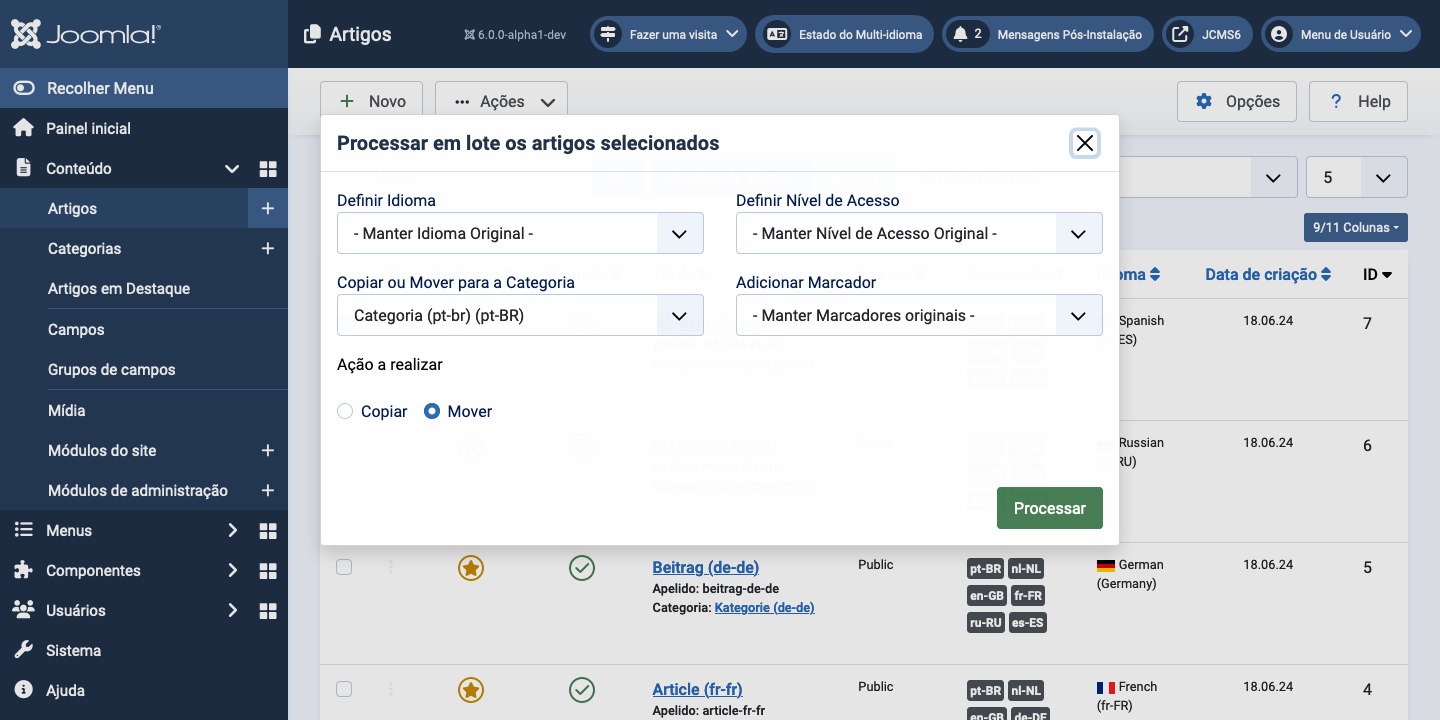 Joomla!®
Artigos
6.0.0-alpha1-dev
Fazer uma visita
Estado do Multi-idioma
2
Mensagens Pós-Instalação
JCMS6
Menu de Usuário
Recolher Menu
Painel inicial
Conteúdo
Artigos
Categorias
Artigos em Destaque
Campos
Grupos de campos
Mídia
Módulos do site
Módulos de administração
Menus
Componentes
Usuários
Sistema
Ajuda
Novo
Ações
Opções
? Help
Processar em lote os artigos selecionados
5
9/11 Colunas
Definir Idioma
- Manter Idioma Original -
Definir Nível de Acesso
- Manter Nível de Acesso Original -
Copiar ou Mover para a Categoria
Categoria (pt-br) (pt-BR)
Adicionar Marcador
- Manter Marcadores originais -
Ação a realizar
Copiar
Mover
Processar
Data de criação
ID
Spanish
18.06.24
7
Russian
18.06.24
6
Beitrag (de-de)
Apelido: beitrag-de-de
Categoria: Kategorie (de-de)
Public
pt-BR nl-NL
en-GB fr-FR
ru-RU es-ES
German
(Germany)
18.06.24
5
Article (fr-fr)
Apelido: article-fr-fr
Public
pt-BR nl-NL
en-GB de-DE
French
(fr-FR)
18.06.24
4